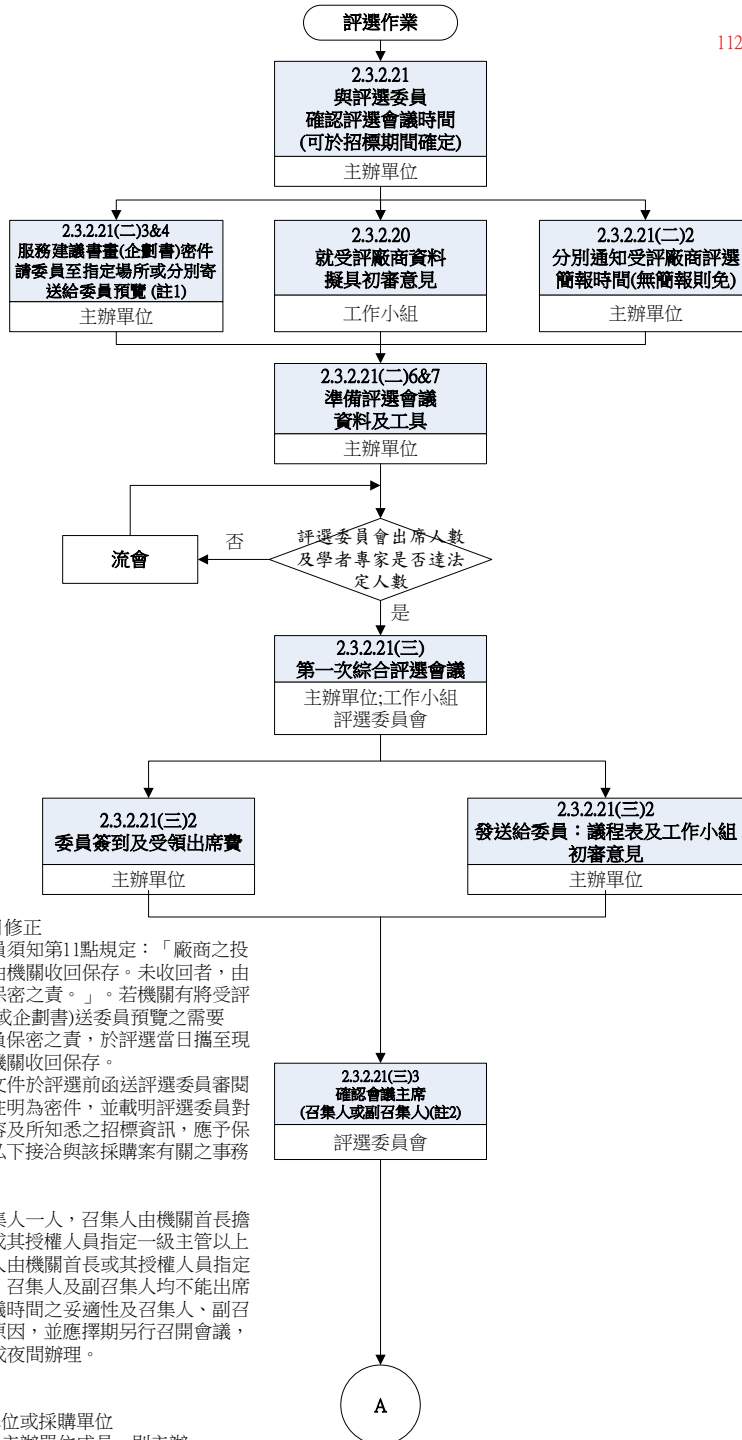 評選作業
112
2.3.2.21
與評選委員
確認評選會議時間
(可於招標期間確定)
主辦單位
2.3.2.21(二)3&4
服務建議書畫(企劃書)密件
請委員至指定場所或分別寄
送給委員預覽 (註1)
主辦單位
2.3.2.20
就受評廠商資料
擬具初審意見
工作小組
2.3.2.21(二)2
分別通知受評廠商評選
簡報時間(無簡報則免)
主辦單位
2.3.2.21(二)6&7
準備評選會議
資料及工具
主辦單位
評選委員會出席人數
及學者專家是否達法
定人數
否
流會
是
2.3.2.21(三)
第一次綜合評選會議
主辦單位;工作小組
評選委員會
2.3.2.21(三)2
委員簽到及受領出席費
主辦單位
2.3.2.21(三)2
發送給委員：議程表及工作小組
初審意見
主辦單位
修正
員須知第11點規定：「廠商之投
由機關收回保存。未收回者，由
保密之責。」。若機關有將受評
或企劃書)送委員預覽之需要
負保密之責，於評選當日攜至現
機關收回保存。
文件於評選前函送評選委員審閱
註明為密件，並載明評選委員對
容及所知悉之招標資訊，應予保
私下接洽與該採購案有關之事務
集人一人，召集人由機關首長擔
或其授權人員指定一級主管以上
人由機關首長或其授權人員指定
召集人及副召集人均不能出席
議時間之妥適性及召集人、副召
原因，並應擇期另行召開會議，
或夜間辦理。
位或採購單位
主辦單位成員，則主辦
2.3.2.21(三)3
確認會議主席
(召集人或副召集人)(註2)
評選委員會
A